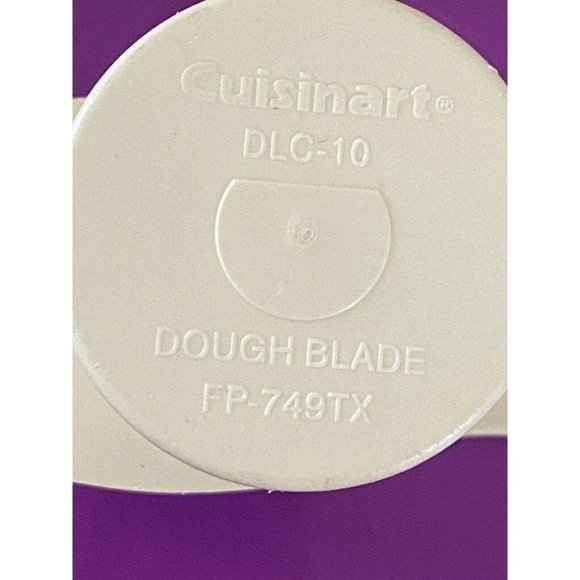 Cuisinart®
DLC-10
DOUGH BLADE
FP-749TX